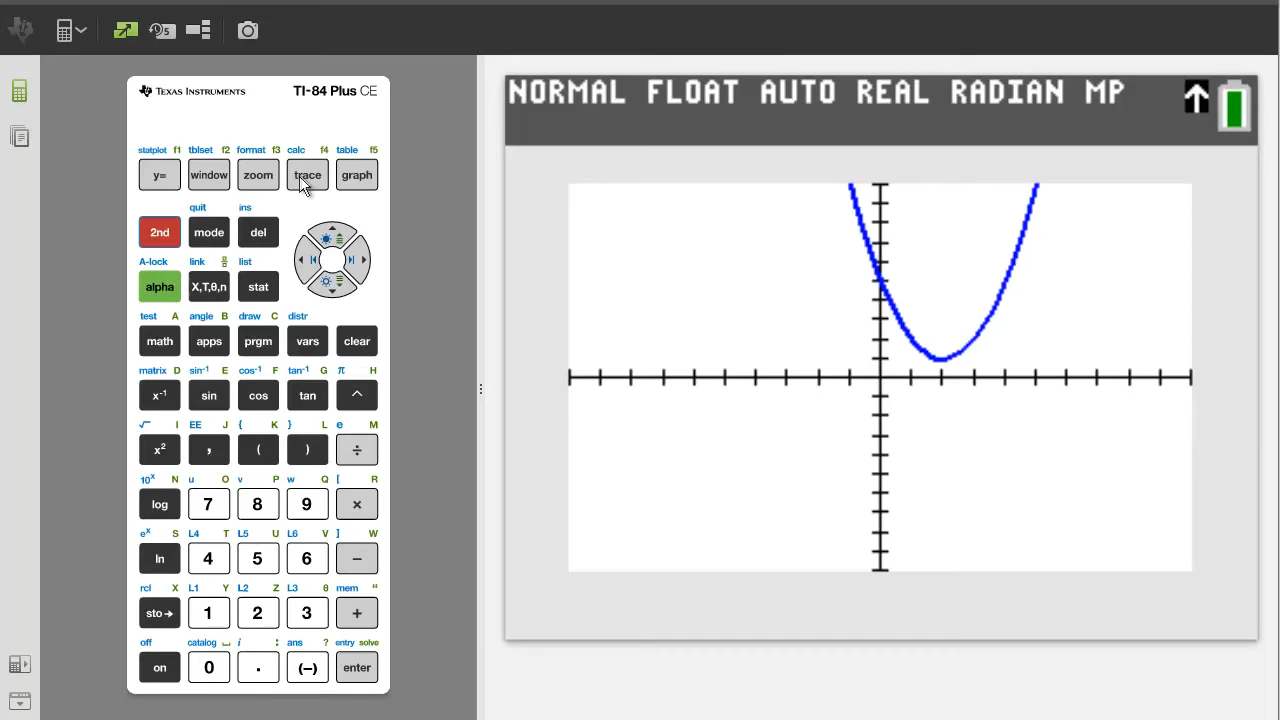 TEXAS INSTRUMENTS TI-84 Plus CE
NORMAL FLOAT AUTO REAL RADIAN MP
statplot f1 tblset f2 format f3 calc f4 table f5
y= window zoom trace graph
quit ins
2nd mode del
A-lock link list
alpha X,T,θ,n stat
test A angle B draw C distr
math apps prgm vars clear
matrix D sin⁻¹ E cos⁻¹ F tan⁻¹ G π H
x⁻¹ sin cos tan ^
√ I EE J { K } L e M
x² , ( ) ÷
10ˣ N u O v P w Q [ R
log 7 8 9 ×
eˣ S L4 T L5 U L6 V ] W
ln 4 5 6 −
rcl X L1 Y L2 Z L3 θ mem “
sto→ 1 2 3 +
off catalog ⎵ i : ans ? entry solve
on 0 . (−) enter